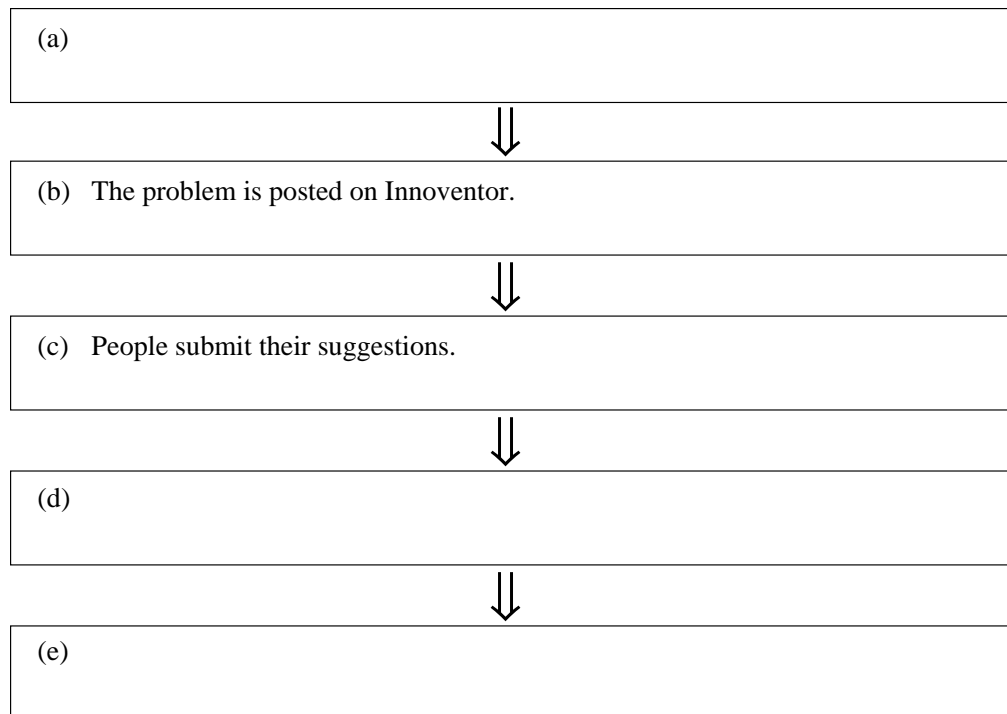 (a)
(b) The problem is posted on Innoventor.
(c) People submit their suggestions.
(d)
(e)